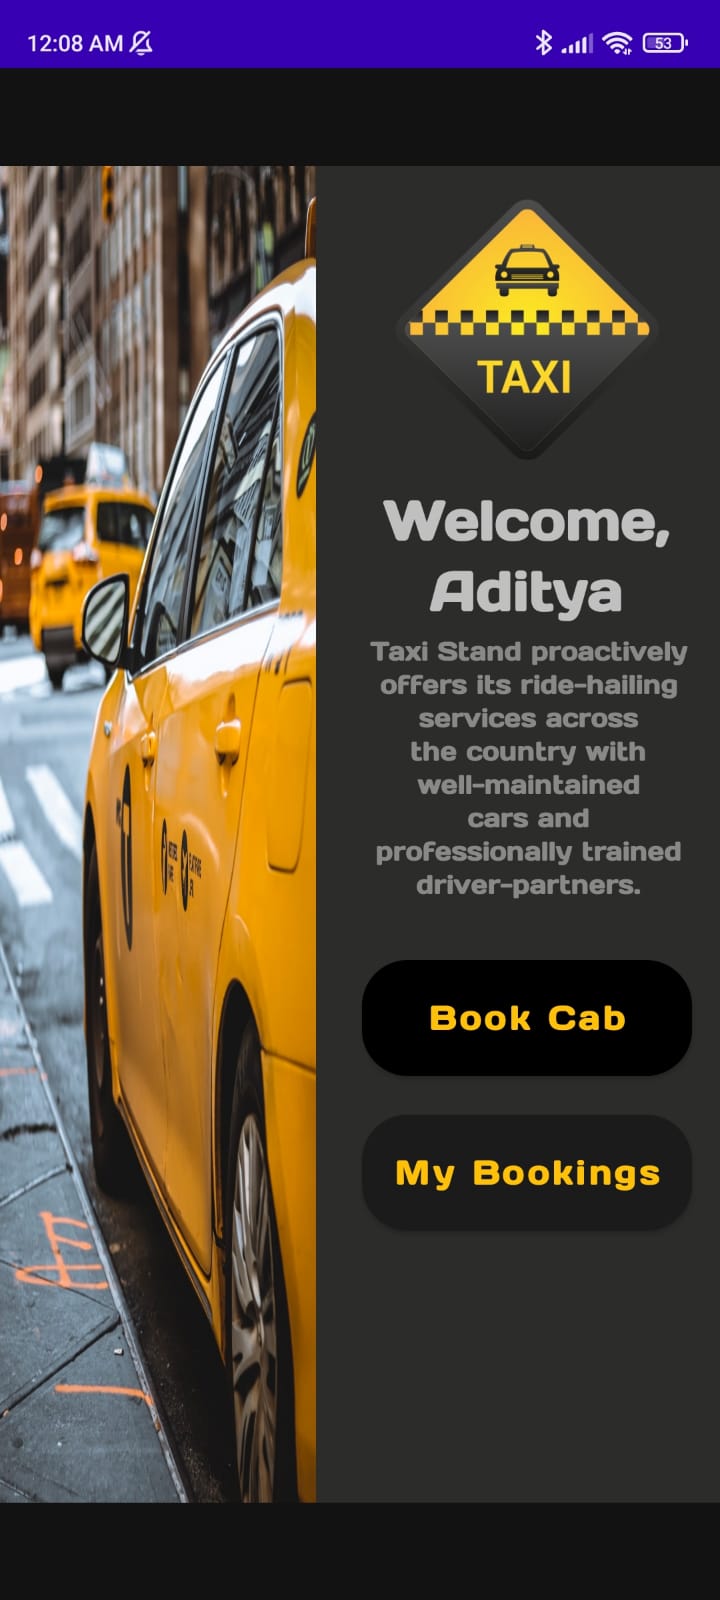 12:08 AM
53
TAXI
Welcome,
Aditya
Taxi Stand proactively
offers its ride-hailing
services across
the country with
well-maintained
cars and
professionally trained
driver-partners.
Book Cab
My Bookings